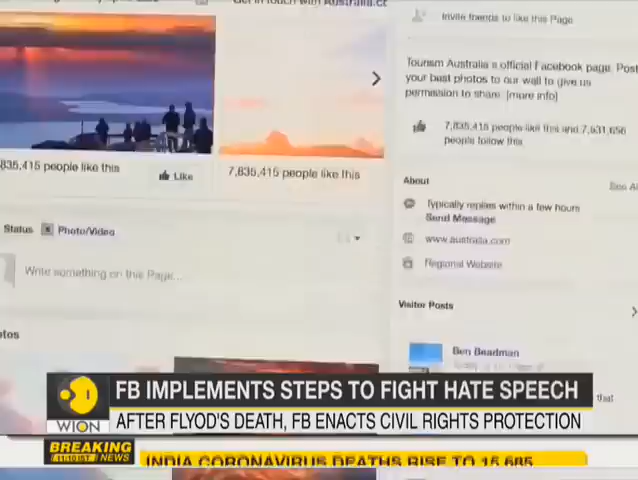 Get in touch with Australia.co
Invite friends to like this Page
Tourism Australia's official Facebook page. Post
your best photos to our wall to give us
permission to share. [more info]
7,835,415 people like this and 7,631,656
people follow this
835,415 people like this
Like
7,835,415 people like this
About
See Al
Typically replies within a few hours
Send Message
www.australia.com
Regional Website
Status
Photo/Video
Write something on this Page...
Visitor Posts
otos
Ben Beadman
that
FB IMPLEMENTS STEPS TO FIGHT HATE SPEECH
WION
AFTER FLYOD'S DEATH, FB ENACTS CIVIL RIGHTS PROTECTION
BREAKING
NEWS
INDIA CORONAVIRUS DEATHS RISE TO 15,685